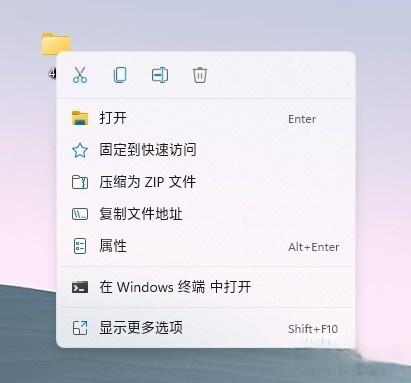 4
打开 Enter
固定到快速访问
压缩为 ZIP 文件
复制文件地址
属性 Alt+Enter
在 Windows 终端 中打开
显示更多选项 Shift+F10